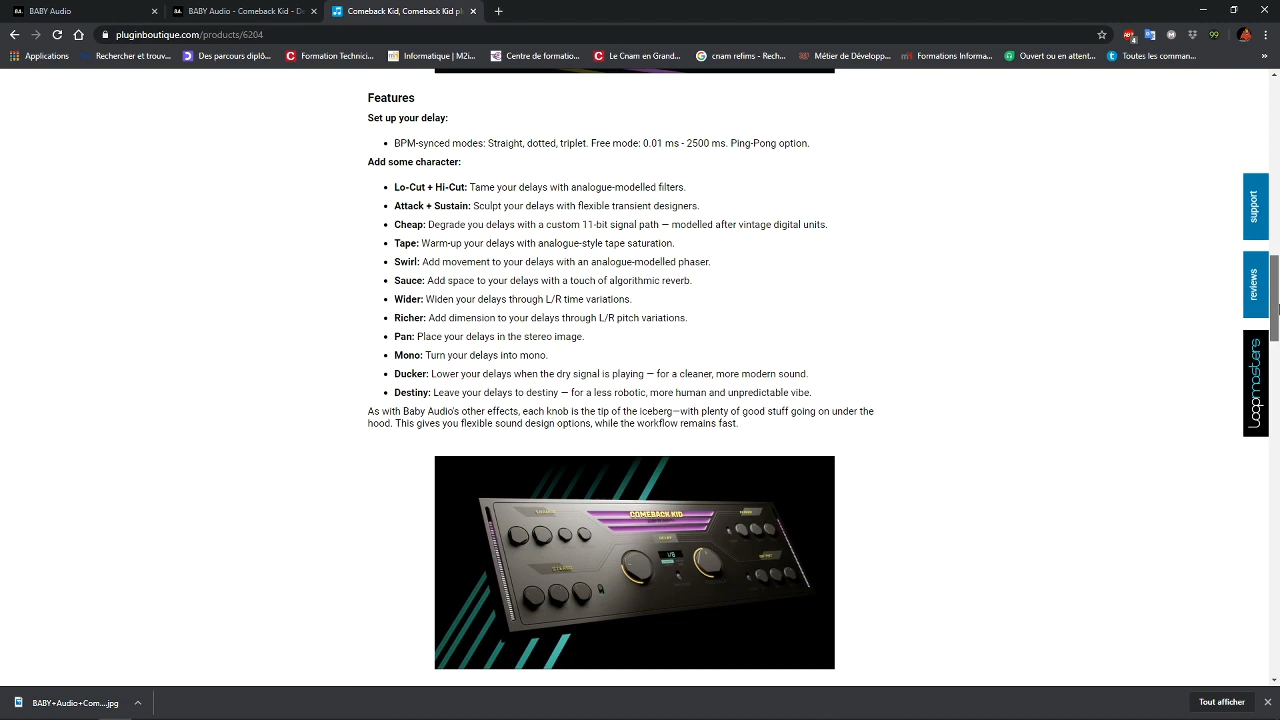 BABY Audio
BABY Audio - Comeback Kid - De
Comeback Kid, Comeback Kid pl
pluginboutique.com/products/6204
Applications
Rechercher et trouv...
Des parcours diplô...
Formation Technici...
Informatique | M2i...
Centre de formatio...
Le Cnam en Grand...
cnam refims - Rech...
Métier de Développ...
Formations Informa...
Ouvert ou en attent...
Toutes les comman...
»
Features
Set up your delay:
• BPM-synced modes: Straight, dotted, triplet. Free mode: 0.01 ms - 2500 ms. Ping-Pong option.
Add some character:
• Lo-Cut + Hi-Cut: Tame your delays with analogue-modelled filters.
• Attack + Sustain: Sculpt your delays with flexible transient designers.
• Cheap: Degrade you delays with a custom 11-bit signal path — modelled after vintage digital units.
• Tape: Warm-up your delays with analogue-style tape saturation.
• Swirl: Add movement to your delays with an analogue-modelled phaser.
• Sauce: Add space to your delays with a touch of algorithmic reverb.
• Wider: Widen your delays through L/R time variations.
• Richer: Add dimension to your delays through L/R pitch variations.
• Pan: Place your delays in the stereo image.
• Mono: Turn your delays into mono.
• Ducker: Lower your delays when the dry signal is playing — for a cleaner, more modern sound.
• Destiny: Leave your delays to destiny — for a less robotic, more human and unpredictable vibe.
As with Baby Audio's other effects, each knob is the tip of the iceberg—with plenty of good stuff going on under the
hood. This gives you flexible sound design options, while the workflow remains fast.
support
reviews
Loopmasters
COMEBACK KID
1/8
BABY+Audio+Com....jpg
Tout afficher